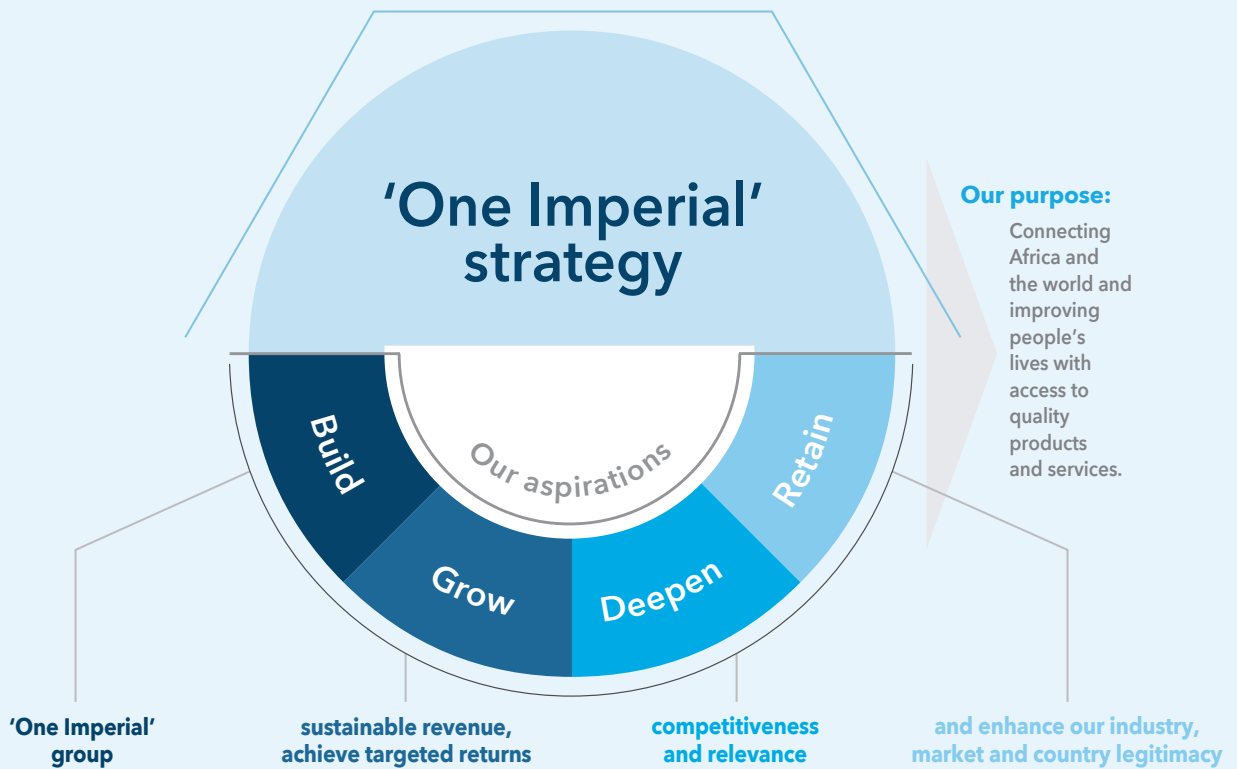 ‘One Imperial’
strategy
Our purpose:
Connecting
Africa and
the world and
improving
people’s
lives with
access to
quality
products
and services.
Our aspirations
Build
Grow
Deepen
Retain
‘One Imperial’
group
sustainable revenue,
achieve targeted returns
competitiveness
and relevance
and enhance our industry,
market and country legitimacy